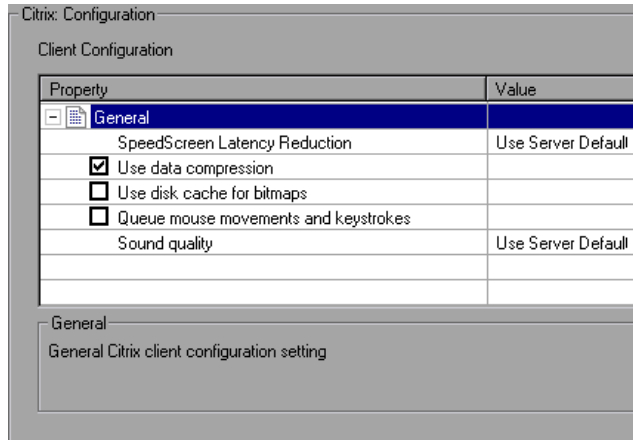 Citrix: Configuration
Client Configuration
Property Value
General
SpeedScreen Latency Reduction Use Server Default
Use data compression
Use disk cache for bitmaps
Queue mouse movements and keystrokes
Sound quality Use Server Default
General
General Citrix client configuration setting